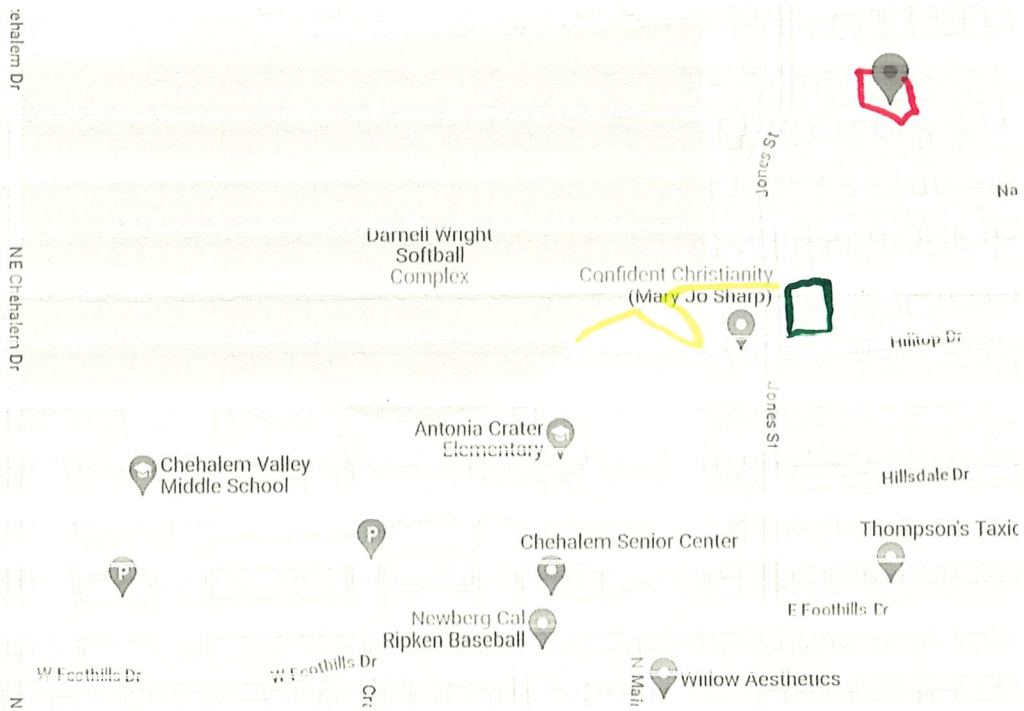 ehalem Dr
Jones St
Na
Darnell Wright
Softball
Complex
NE Chehalem Dr
Confident Christianity
(Mary Jo Sharp)
Hilltop Dr
Jones St
Antonia Crater
Elementary
Chehalem Valley
Middle School
Hillsdale Dr
P
Thompson's Taxid
Chehalem Senior Center
P
E Foothills Dr
Newberg Cal
Ripken Baseball
W Foothills Dr
W Foothills Dr
N Main
Willow Aesthetics
N